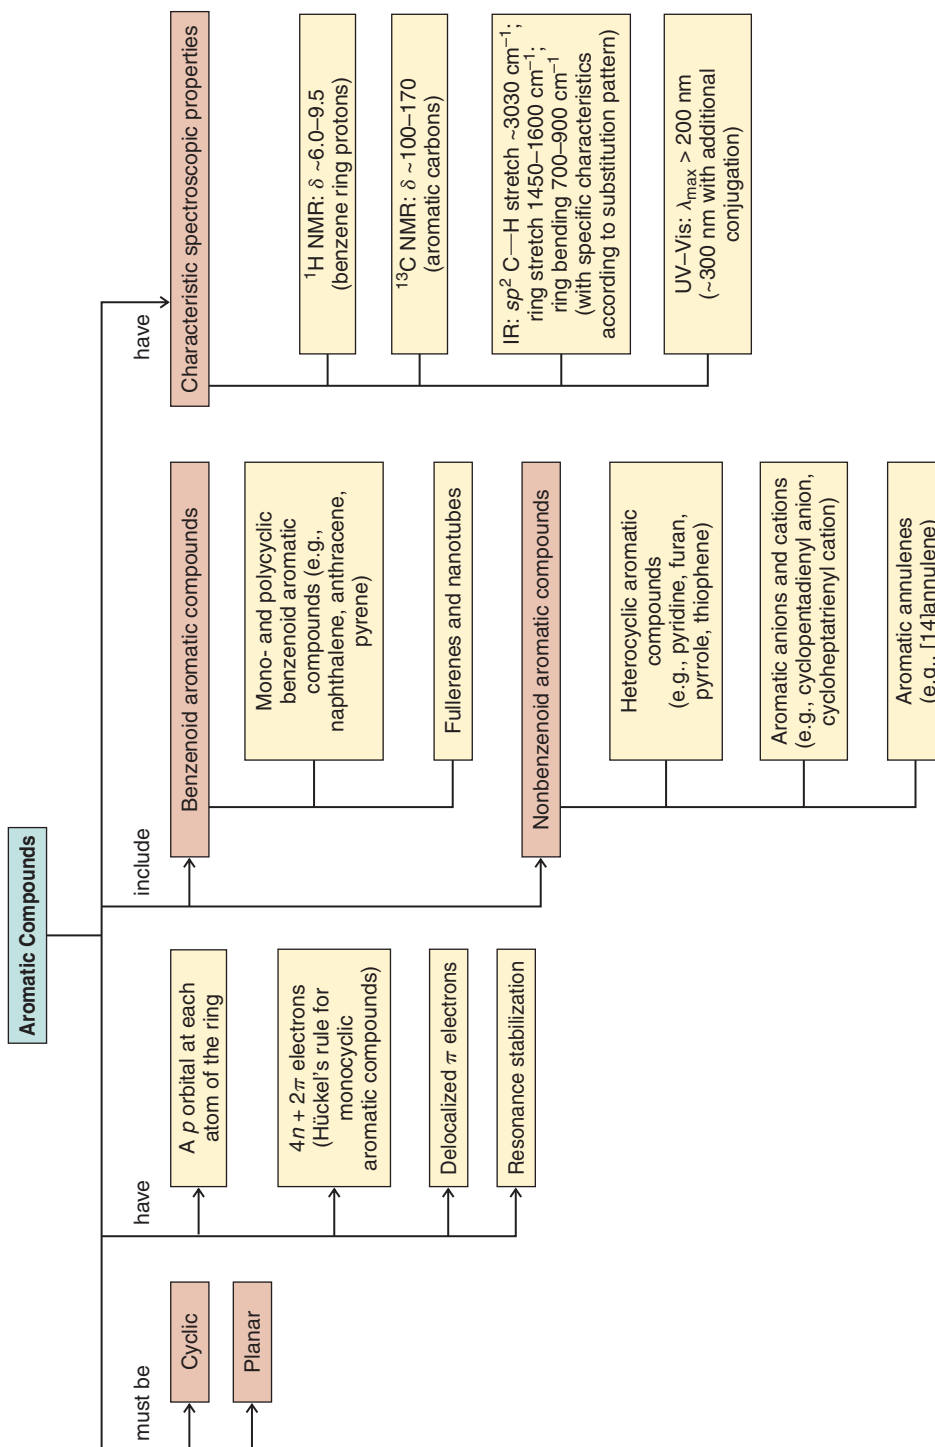 Aromatic Compounds
must be
Cyclic
Planar
have
A p orbital at each
atom of the ring
4n + 2π electrons
(Hückel's rule for
monocyclic
aromatic compounds)
Delocalized π electrons
Resonance stabilization
include
Benzenoid aromatic compounds
Mono- and polycyclic
benzenoid aromatic
compounds (e.g.,
naphthalene, anthracene,
pyrene)
Fullerenes and nanotubes
Nonbenzenoid aromatic compounds
Heterocyclic aromatic
compounds
(e.g., pyridine, furan,
pyrrole, thiophene)
Aromatic anions and cations
(e.g., cyclopentadienyl anion,
cycloheptatrienyl cation)
Aromatic annulenes
(e.g., [14]annulene)
have
Characteristic spectroscopic properties
¹H NMR: δ ~6.0–9.5
(benzene ring protons)
¹³C NMR: δ ~100–170
(aromatic carbons)
IR: sp² C—H stretch ~3030 cm⁻¹;
ring stretch 1450–1600 cm⁻¹;
ring bending 700–900 cm⁻¹
(with specific characteristics
according to substitution pattern)
UV–Vis: λmax > 200 nm
(~300 nm with additional
conjugation)